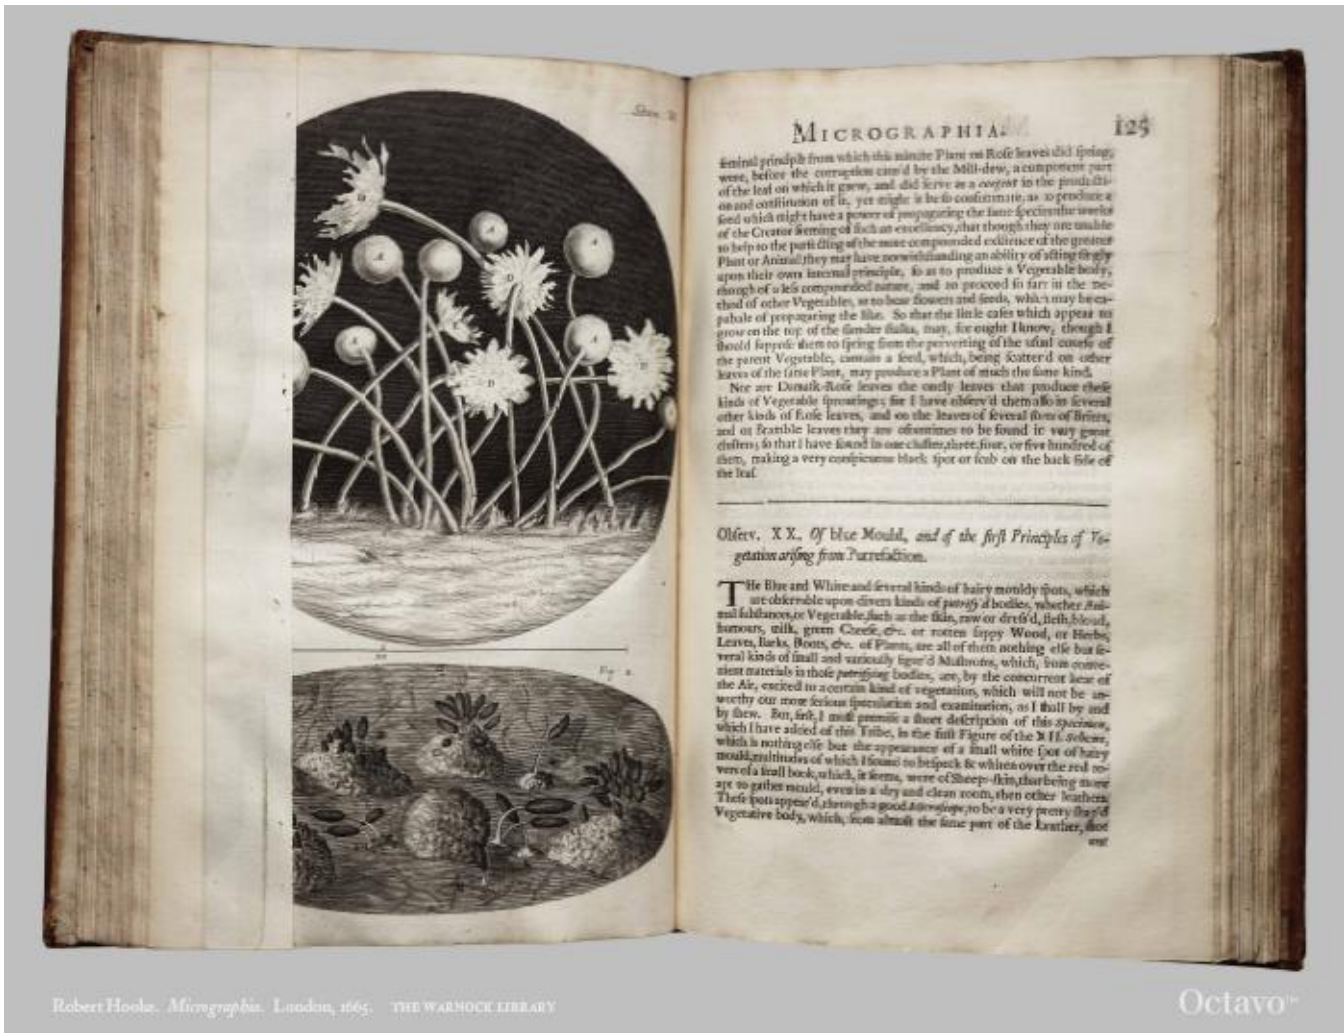 Schem.
Fig. 2.
A
A
A
A
A
A
B
D
D
D
MICROGRAPHIA.
125
ſeminal principle from which this minute Plant on Roſe leaves did ſpring,
were, before the corruption caus'd by the Mill-dew, a component part
of the leaf on which it grew, and did ſerve as a coagent in the producti-
on and conſtitution of it, yet might it be ſo conſummate, as to produce a
ſeed which might have a power of propagating the ſame ſpecies: the works
of the Creator ſeeming of ſuch an excellency, that though they are unable
to help to the perfecting of the more compounded exiſtence of the greater
Plant or Animal, they may have notwithſtanding an ability of acting ſingly
upon their own internal principle, ſo as to produce a Vegetable body,
though of a leſs compounded nature, and to proceed ſo farr in the me-
thod of other Vegetables, as to bear flowers and ſeeds, which may be ca-
pabale of propagating the like. So that the little caſes which appear to
grow on the top of the ſlender ſtalks, may, for ought I know, though I
ſhould ſuppoſe them to ſpring from the perverting of the uſual courſe of
the parent Vegetable, contain a ſeed, which, being ſcatter'd on other
leaves of the ſame Plant, may produce a Plant of much the ſame kind.
Nor are Damaſk-Roſe leaves the onely leaves that produce theſe
kinds of Vegetable ſproutings; for I have obſerv'd them alſo in ſeveral
other kinds of Roſe leaves, and on the leaves of ſeveral ſorts of Briers,
and on Bramble leaves they are oftentimes to be found in very great
cluſters; ſo that I have found in one cluſter, three, four, or five hundred of
them, making a very conſpicuous black ſpot or ſcab on the back ſide of
the leaf.
Obſerv. XX. Of blue Mould, and of the firſt Principles of Ve-
getation ariſing from Putrefaction.
THe Blue and White and ſeveral kinds of hairy mouldy ſpots, which
are obſervable upon divers kinds of putrify'd bodies, whether Ani-
mal ſubſtances, or Vegetable, ſuch as the ſkin, raw or dreſs'd, fleſh, bloud,
humours, milk, green Cheeſe, &c. or rotten ſappy Wood, or Herbs,
Leaves, Barks, Roots, &c. of Plants, are all of them nothing elſe but ſe-
veral kinds of ſmall and variouſly figur'd Muſhroms, which, from conve-
nient materials in thoſe putrifying bodies, are, by the concurrent heat of
the Air, excited to a certain kind of vegetation, which will not be un-
worthy our more ſerious ſpeculation and examination, as I ſhall by and
by ſhew. But, firſt, I muſt premiſe a ſhort deſcription of this Specimen,
which I have added of this Tribe, in the firſt Figure of the XII. Scheme,
which is nothing elſe but the appearance of a ſmall white ſpot of hairy
mould, multitudes of which I found to beſpeck & whiten over the red co-
vers of a ſmall book, which, it ſeems, were of Sheeps-ſkin, that being more
apt to gather mould, even in a dry and clean room, then other leathers.
Theſe ſpots appear'd, through a good Microſcope, to be a very pretty ſhap'd
Vegetative body, which, from almoſt the ſame part of the Leather, ſhot
out
Robert Hooke. Micrographia. London, 1665. THE WARNOCK LIBRARY
Octavo™